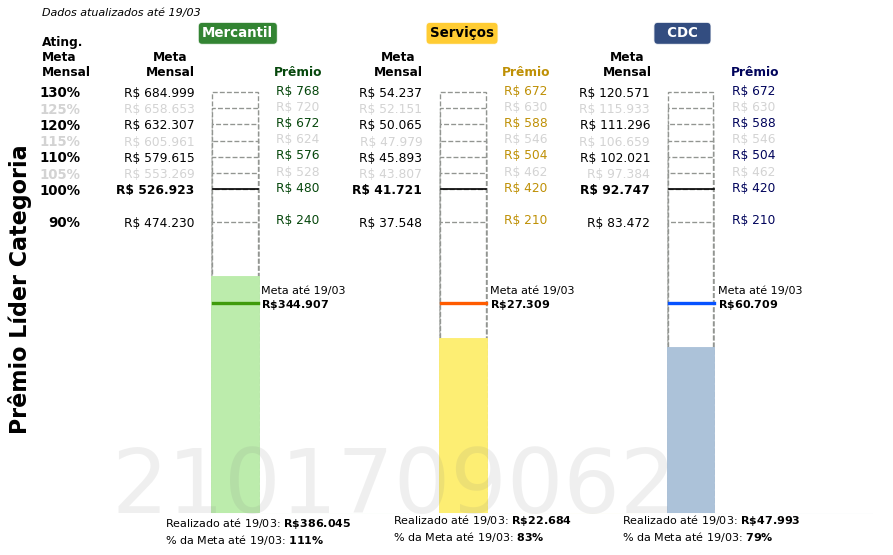 Dados atualizados até 19/03
Mercantil Serviços CDC
Ating. Meta Mensal
Meta Mensal Prêmio Meta Mensal Prêmio Meta Mensal Prêmio
130% R$ 684.999 R$ 768 R$ 54.237 R$ 672 R$ 120.571 R$ 672
125% R$ 658.653 R$ 720 R$ 52.151 R$ 630 R$ 115.933 R$ 630
120% R$ 632.307 R$ 672 R$ 50.065 R$ 588 R$ 111.296 R$ 588
115% R$ 605.961 R$ 624 R$ 47.979 R$ 546 R$ 106.659 R$ 546
110% R$ 579.615 R$ 576 R$ 45.893 R$ 504 R$ 102.021 R$ 504
105% R$ 553.269 R$ 528 R$ 43.807 R$ 462 R$ 97.384 R$ 462
100% R$ 526.923 R$ 480 R$ 41.721 R$ 420 R$ 92.747 R$ 420
90% R$ 474.230 R$ 240 R$ 37.548 R$ 210 R$ 83.472 R$ 210
Prêmio Líder Categoria
Meta até 19/03 Meta até 19/03 Meta até 19/03
R$344.907 R$27.309 R$60.709
2101709062
Realizado até 19/03: R$386.045 Realizado até 19/03: R$22.684 Realizado até 19/03: R$47.993
% da Meta até 19/03: 111% % da Meta até 19/03: 83% % da Meta até 19/03: 79%